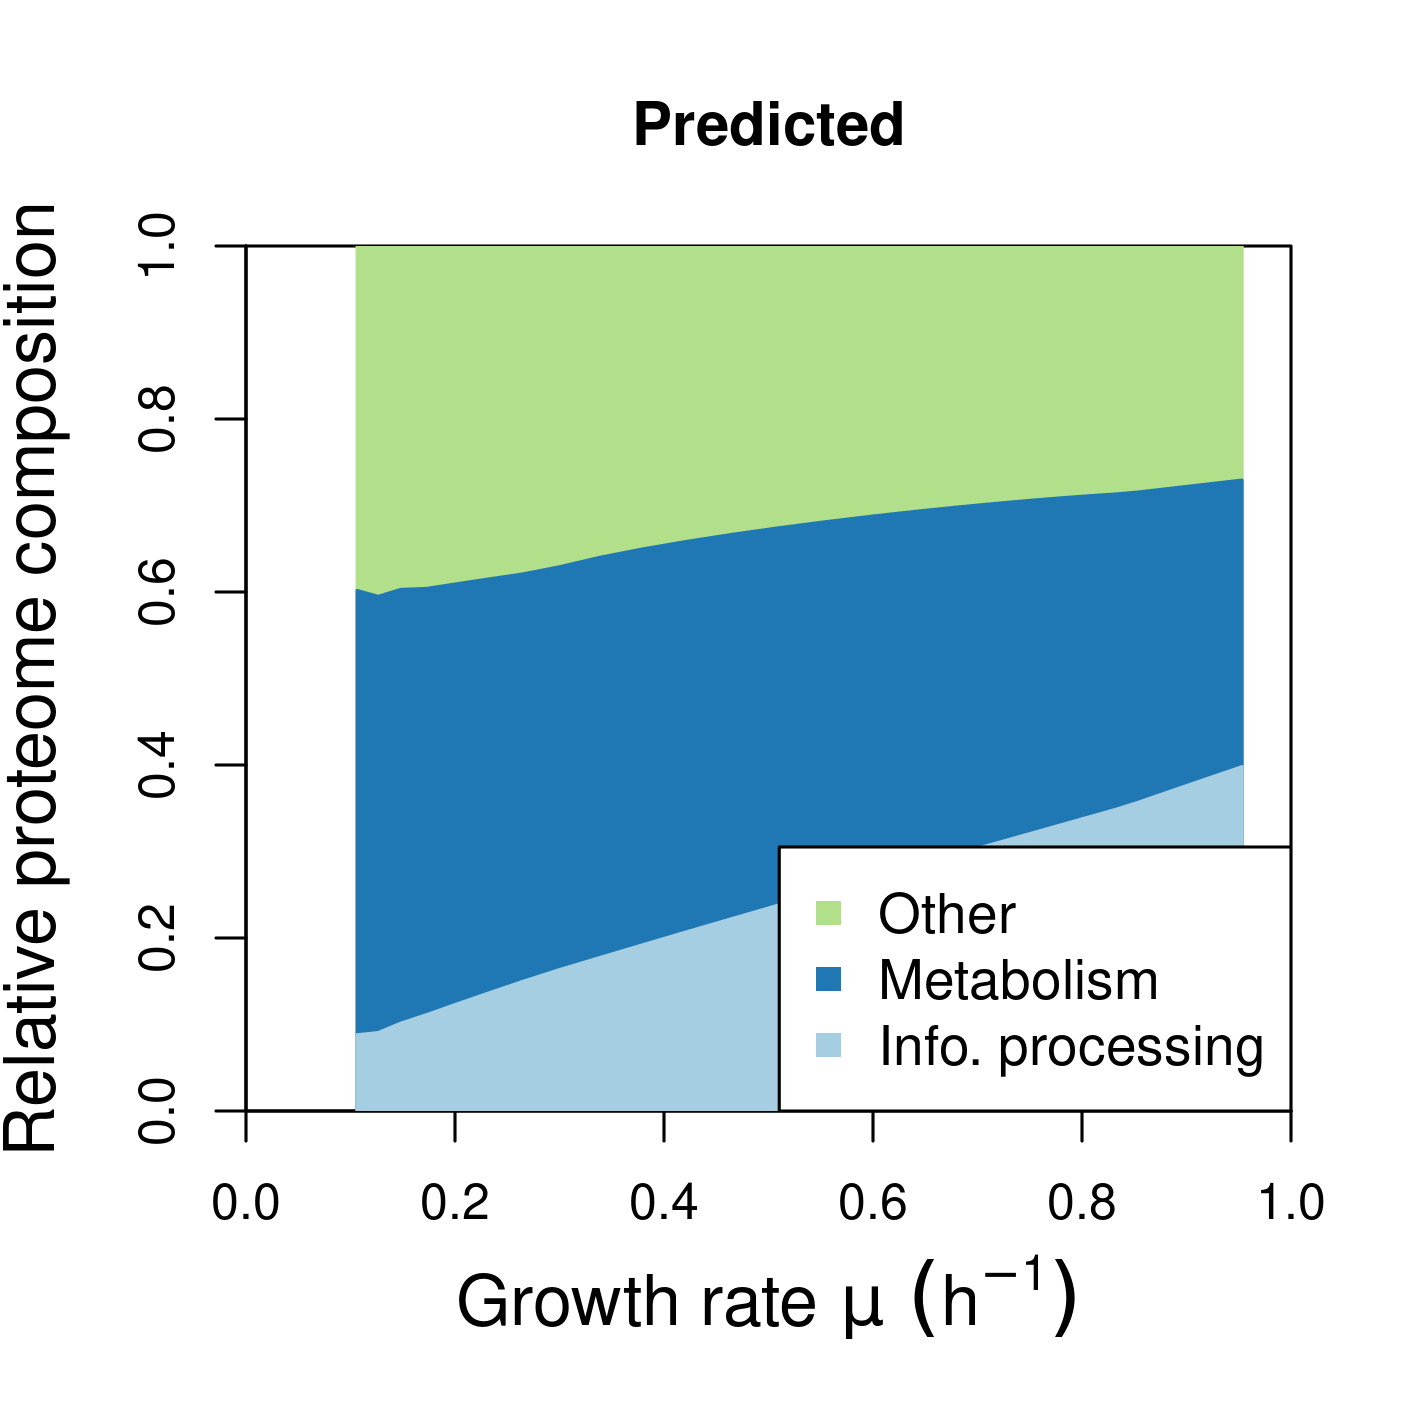 Predicted
Relative proteome composition
1.0
0.8
0.6
0.4
0.2
0.0
Other
Metabolism
Info. processing
0.0 0.2 0.4 0.6 0.8 1.0
Growth rate μ (h⁻¹)